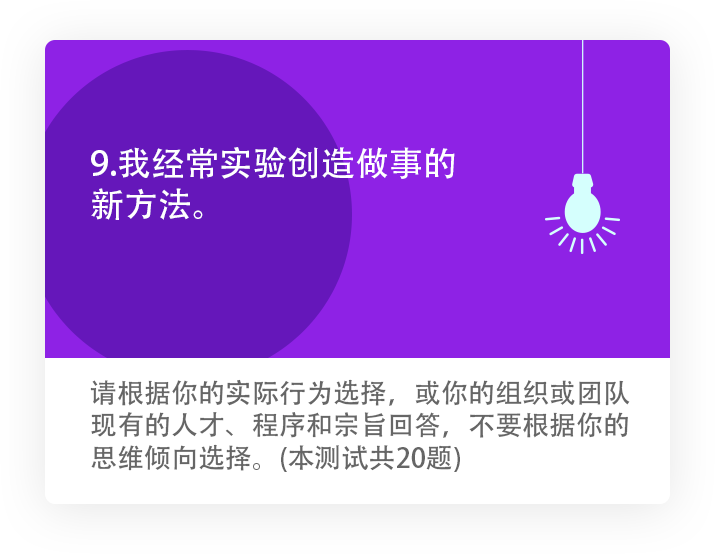 9.我经常实验创造做事的
新方法。
请根据你的实际行为选择，或你的组织或团队
现有的人才、程序和宗旨回答，不要根据你的
思维倾向选择。(本测试共20题)